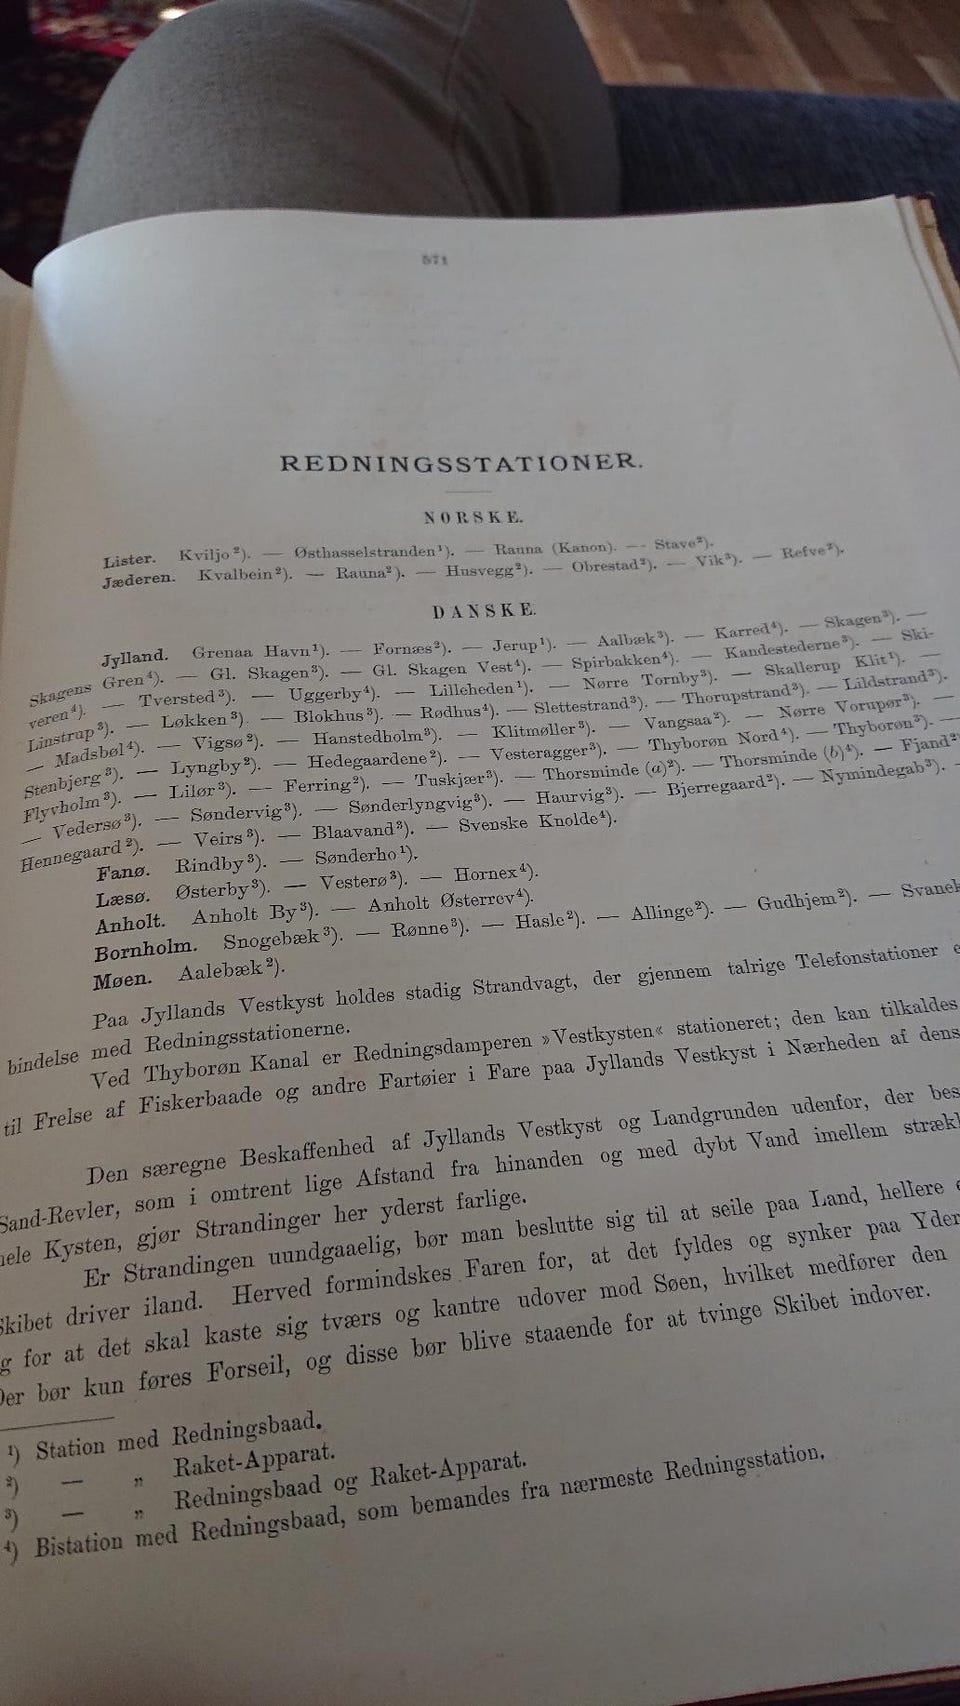 571
REDNINGSSTATIONER.
NORSKE.
Lister. Kviljo²). — Østhasselstranden¹). — Rauna (Kanon). — Stave²).
Jæderen. Kvalbein²). — Rauna²). — Husvegg²). — Obrestad²). — Vik³). — Refve²).
DANSKE.
Jylland. Grenaa Havn¹). — Fornæs²). — Jerup¹). — Aalbæk³). — Karred⁴). — Skagen³). —
Skagens Gren⁴). — Gl. Skagen³). — Gl. Skagen Vest⁴). — Spirbakken⁴). — Kandestederne³). — Ski-
veren⁴). — Tversted³). — Uggerby⁴). — Lilleheden¹). — Nørre Tornby³). — Skallerup Klit¹). —
Linstrup³). — Løkken³). — Blokhus³). — Rødhus⁴). — Slettestrand³). — Thorupstrand³). — Lildstrand³).
— Madsbøl⁴). — Vigsø²). — Hanstedholm³). — Klitmøller³). — Vangsaa²). — Nørre Vorupør³). —
Stenbjerg³). — Lyngby²). — Hedegaardene²). — Vesteragger³). — Thyborøn Nord⁴). — Thyborøn³). —
Flyvholm³). — Lilør³). — Ferring²). — Tuskjær³). — Thorsminde (a)²). — Thorsminde (b)⁴). — Fjand²
— Vedersø³). — Søndervig³). — Sønderlyngvig³). — Haurvig³). — Bjerregaard²). — Nymindegab³). —
Hennegaard²). — Veirs³). — Blaavand³). — Svenske Knolde⁴).
Fanø. Rindby³). — Sønderho¹).
Læsø. Østerby³). — Vesterø³). — Hornex⁴).
Anholt. Anholt By³). — Anholt Østerrev⁴).
Bornholm. Snogebæk³). — Rønne³). — Hasle²). — Allinge²). — Gudhjem²). — Svanek
Møen. Aalebæk²).
Paa Jyllands Vestkyst holdes stadig Strandvagt, der gjennem talrige Telefonstationer e
bindelse med Redningsstationerne.
Ved Thyborøn Kanal er Redningsdamperen »Vestkysten« stationeret; den kan tilkaldes
til Frelse af Fiskerbaade og andre Fartøier i Fare paa Jyllands Vestkyst i Nærheden af dens
Den særegne Beskaffenhed af Jyllands Vestkyst og Landgrunden udenfor, der bes
Sand-Revler, som i omtrent lige Afstand fra hinanden og med dybt Vand imellem strækk
hele Kysten, gjør Strandinger her yderst farlige.
Er Strandingen uundgaaelig, bør man beslutte sig til at seile paa Land, hellere e
Skibet driver iland. Herved formindskes Faren for, at det fyldes og synker paa Yder
g for at det skal kaste sig tværs og kantre udover mod Søen, hvilket medfører den
Der bør kun føres Forseil, og disse bør blive staaende for at tvinge Skibet indover.
¹) Station med Redningsbaad.
²) — „ Raket-Apparat.
³) — „ Redningsbaad og Raket-Apparat.
⁴) Bistation med Redningsbaad, som bemandes fra nærmeste Redningsstation.